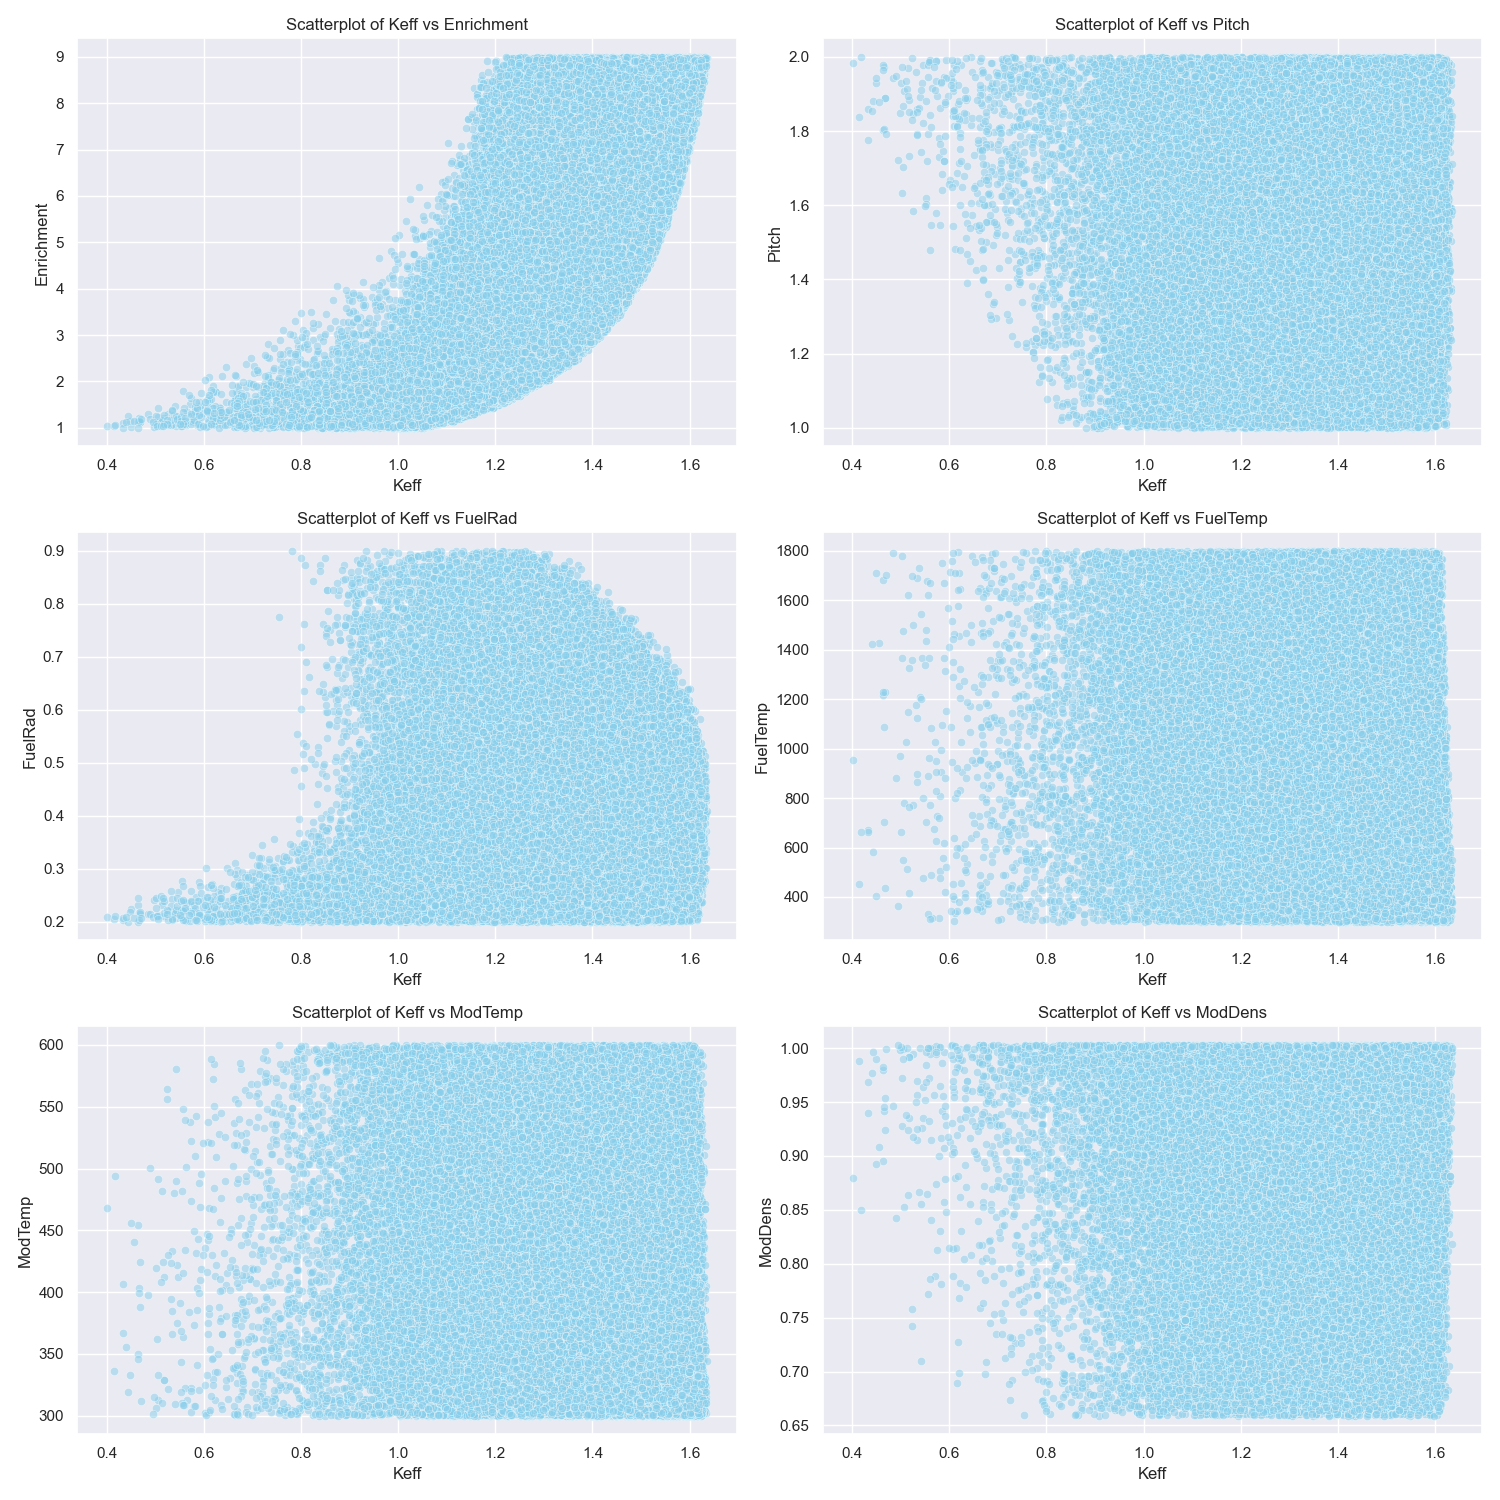 Scatterplot of Keff vs Enrichment
Enrichment
9
8
7
6
5
4
3
2
1
0.4 0.6 0.8 1.0 1.2 1.4 1.6
Keff
Scatterplot of Keff vs Pitch
Pitch
2.0
1.8
1.6
1.4
1.2
1.0
0.4 0.6 0.8 1.0 1.2 1.4 1.6
Keff
Scatterplot of Keff vs FuelRad
FuelRad
0.9
0.8
0.7
0.6
0.5
0.4
0.3
0.2
0.4 0.6 0.8 1.0 1.2 1.4 1.6
Keff
Scatterplot of Keff vs FuelTemp
FuelTemp
1800
1600
1400
1200
1000
800
600
400
0.4 0.6 0.8 1.0 1.2 1.4 1.6
Keff
Scatterplot of Keff vs ModTemp
ModTemp
600
550
500
450
400
350
300
0.4 0.6 0.8 1.0 1.2 1.4 1.6
Keff
Scatterplot of Keff vs ModDens
ModDens
1.00
0.95
0.90
0.85
0.80
0.75
0.70
0.65
0.4 0.6 0.8 1.0 1.2 1.4 1.6
Keff